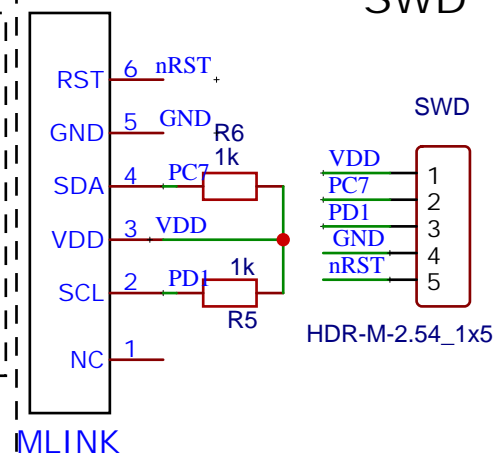 SWD
RST 6 nRST
GND 5 GND
R6
1k
SDA 4 PC7
VDD 3 VDD
1k
SCL 2 PD1
R5
NC 1
MLINK
SWD
VDD 1
PC7 2
PD1 3
GND 4
nRST 5
HDR-M-2.54_1x5